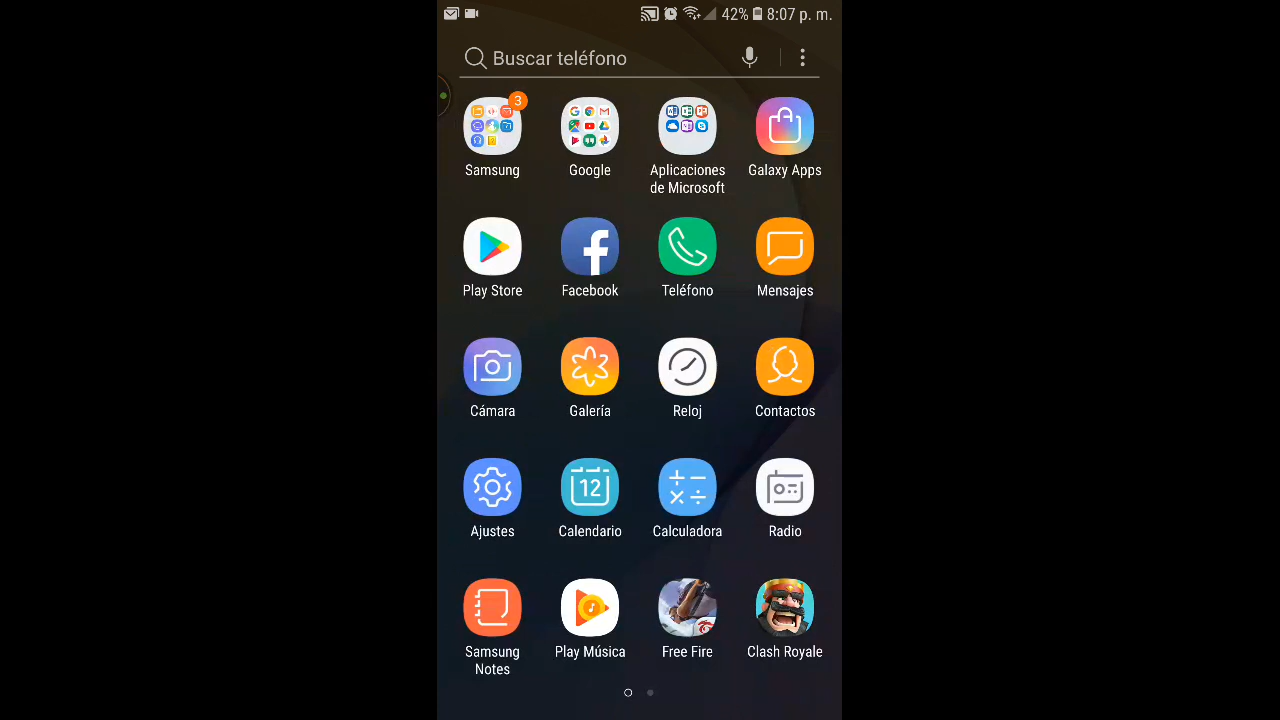 42% 8:07 p. m.
Buscar teléfono
3
Samsung
Google
Aplicaciones
de Microsoft
Galaxy Apps
Play Store
Facebook
Teléfono
Mensajes
Cámara
Galería
Reloj
Contactos
12
Ajustes
Calendario
Calculadora
Radio
Samsung
Notes
Play Música
Free Fire
Clash Royale